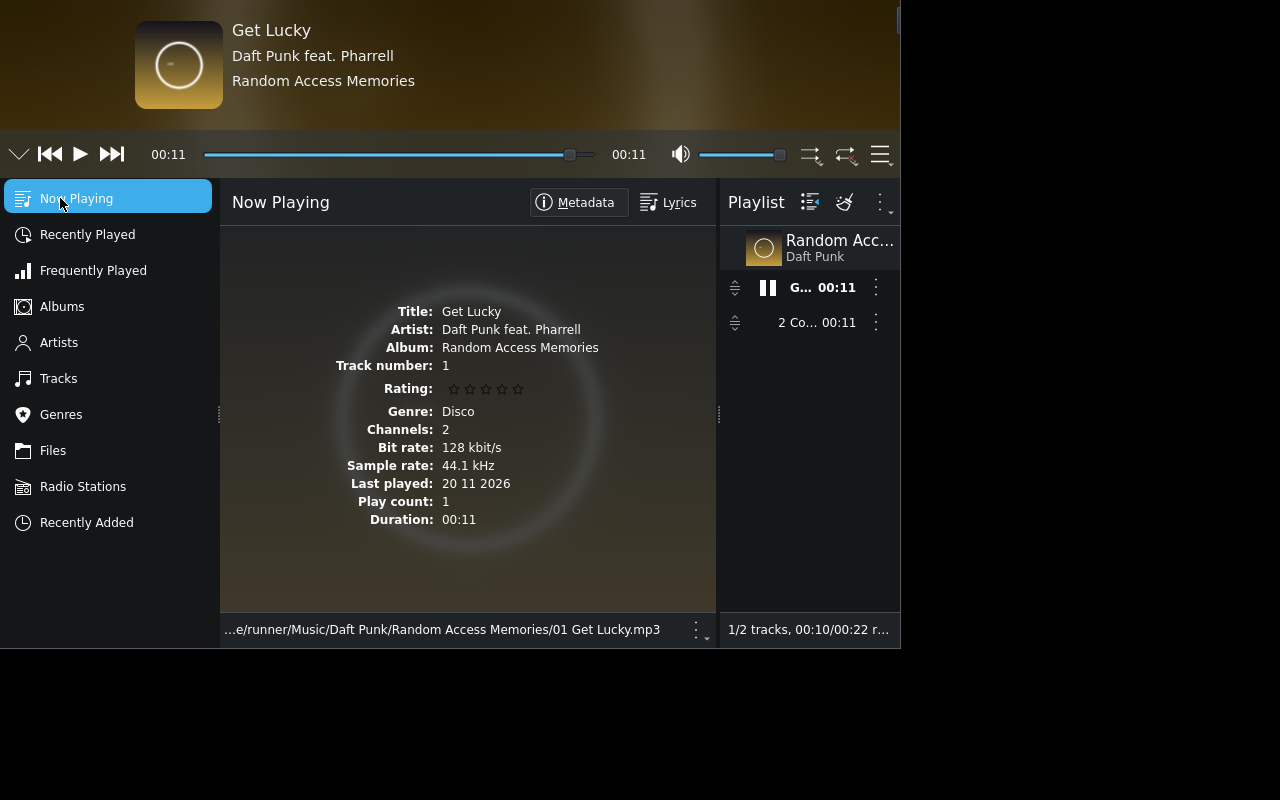 Get Lucky
Daft Punk feat. Pharrell
Random Access Memories
00:11
00:11
Now Playing
Recently Played
Frequently Played
Albums
Artists
Tracks
Genres
Files
Radio Stations
Recently Added
Now Playing
Metadata
Lyrics
Title: Get Lucky
Artist: Daft Punk feat. Pharrell
Album: Random Access Memories
Track number: 1
Rating:
Genre: Disco
Channels: 2
Bit rate: 128 kbit/s
Sample rate: 44.1 kHz
Last played: 20 11 2026
Play count: 1
Duration: 00:11
…e/runner/Music/Daft Punk/Random Access Memories/01 Get Lucky.mp3
Playlist
Random Acc…
Daft Punk
G… 00:11
2 Co… 00:11
1/2 tracks, 00:10/00:22 r…